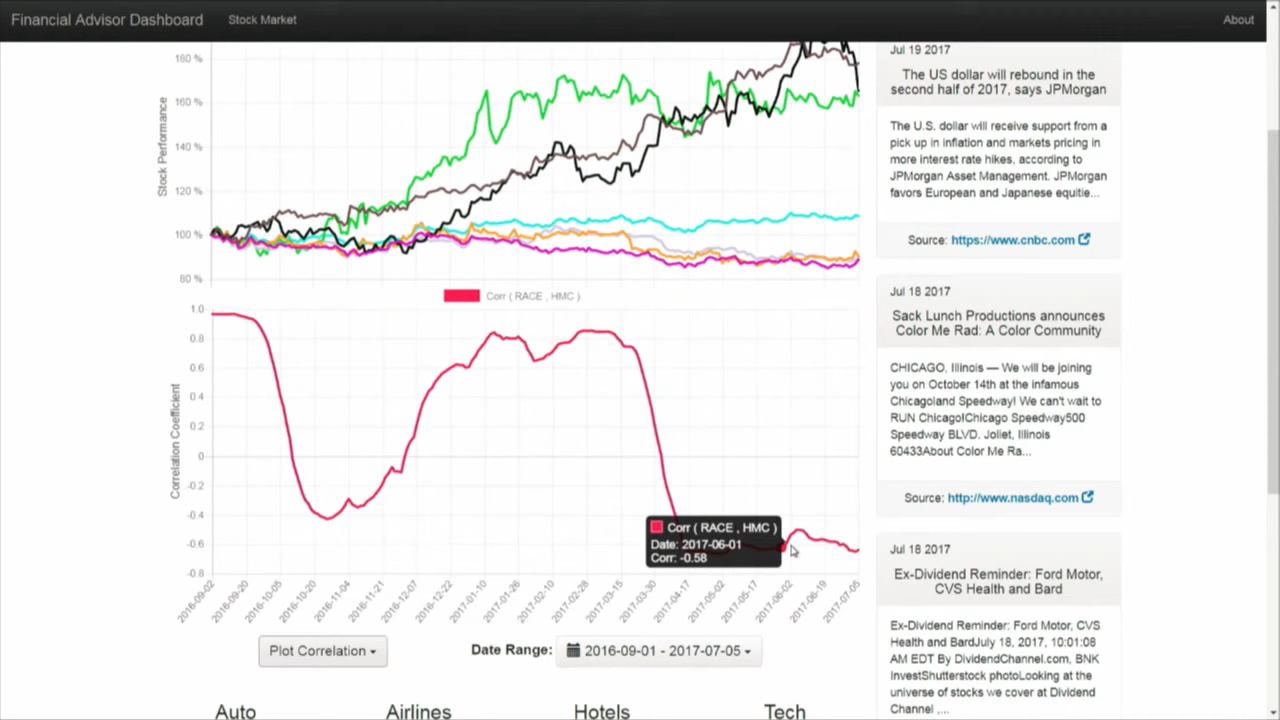 Financial Advisor Dashboard
Stock Market
About
180 %
160 %
140 %
120 %
100 %
80 %
Stock Performance
Corr ( RACE , HMC )
1.0
0.8
0.6
0.4
0.2
0
-0.2
-0.4
-0.6
-0.8
Correlation Coefficient
Corr ( RACE , HMC )
Date: 2017-06-01
Corr: -0.58
2016-09-02
2016-09-20
2016-10-05
2016-10-20
2016-11-04
2016-11-21
2016-12-07
2016-12-22
2017-01-10
2017-01-26
2017-02-10
2017-02-28
2017-03-15
2017-03-30
2017-04-17
2017-05-02
2017-05-17
2017-06-02
2017-06-19
2017-07-05
Plot Correlation
Date Range:
2016-09-01 - 2017-07-05
Auto
Airlines
Hotels
Tech
Jul 19 2017
The US dollar will rebound in the
second half of 2017, says JPMorgan
The U.S. dollar will receive support from a
pick up in inflation and markets pricing in
more interest rate hikes, according to
JPMorgan Asset Management. JPMorgan
favors European and Japanese equitie...
Source: https://www.cnbc.com
Jul 18 2017
Sack Lunch Productions announces
Color Me Rad: A Color Community
CHICAGO, Illinois — We will be joining
you on October 14th at the infamous
Chicagoland Speedway! We can't wait to
RUN Chicago!Chicago Speedway500
Speedway BLVD. Joliet, Illinois
60433About Color Me Ra...
Source: http://www.nasdaq.com
Jul 18 2017
Ex-Dividend Reminder: Ford Motor,
CVS Health and Bard
Ex-Dividend Reminder: Ford Motor, CVS
Health and BardJuly 18, 2017, 10:01:08
AM EDT By DividendChannel.com, BNK
InvestShutterstock photoLooking at the
universe of stocks we cover at Dividend
Channel ,...